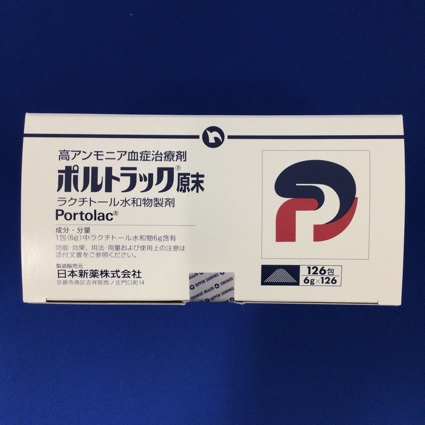 高アンモニア血症治療剤
ポルトラック®原末
ラクチトール水和物製剤
Portolac®
成分・分量
1包(6g)中ラクチトール水和物6g含有
効能・効果、用法・用量および使用上の注意は
添付文書をご参照ください。
製造販売元
日本新薬株式会社
京都市南区吉祥院西ノ庄門口町14
126包
6g×126